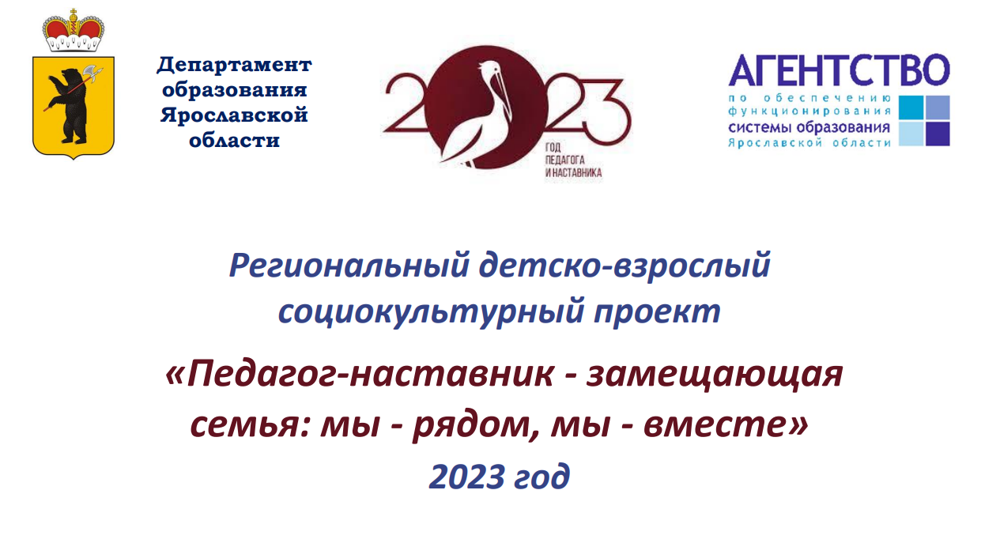 Департамент
образования
Ярославской
области
2023
ГОД
ПЕДАГОГА
И НАСТАВНИКА
АГЕНТСТВО
по обеспечению
функционирования
системы образования
Ярославской области
Региональный детско-взрослый
социокультурный проект
«Педагог-наставник - замещающая
семья: мы - рядом, мы - вместе»
2023 год